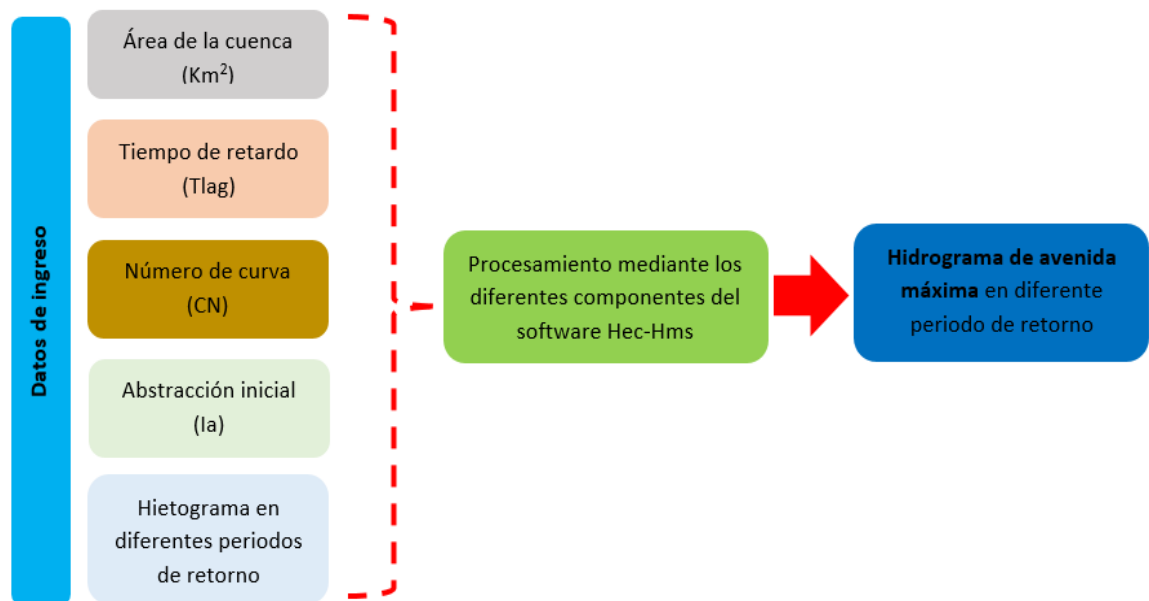 Datos de ingreso
Área de la cuenca
(Km²)
Tiempo de retardo
(Tlag)
Número de curva
(CN)
Abstracción inicial
(Ia)
Hietograma en
diferentes periodos
de retorno
Procesamiento mediante los
diferentes componentes del
software Hec-Hms
Hidrograma de avenida
máxima en diferente
periodo de retorno